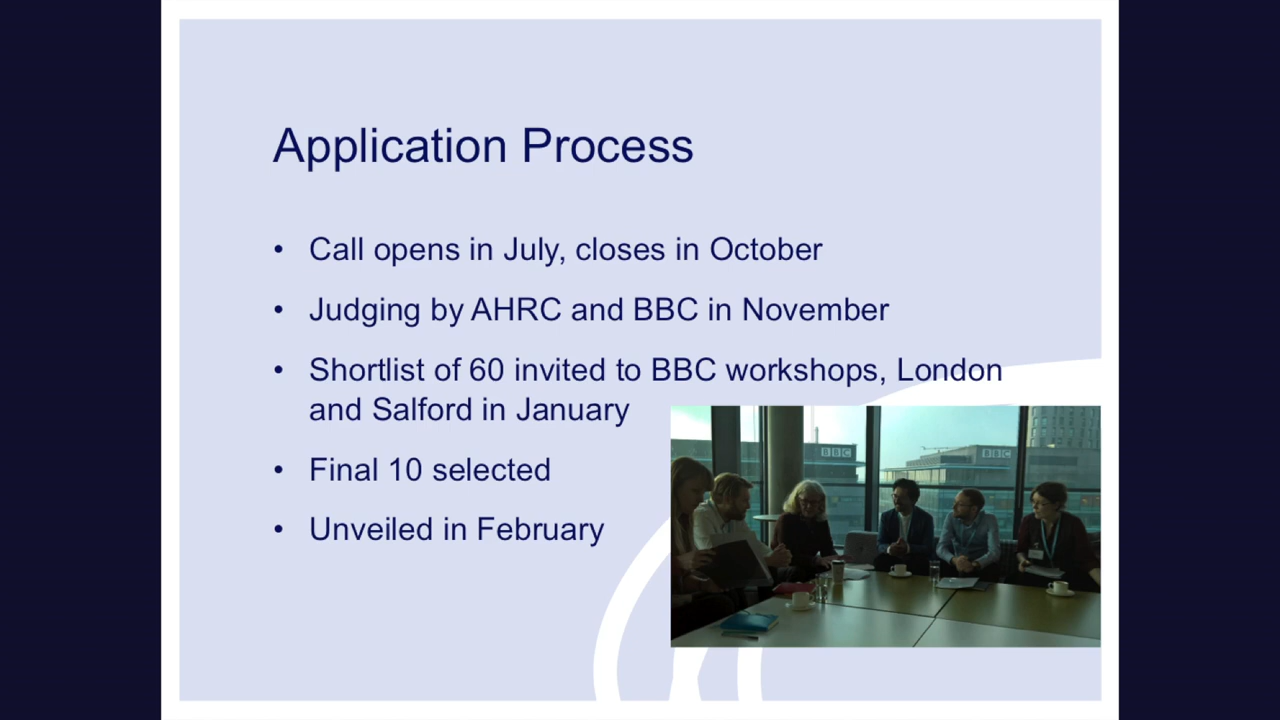 Application Process
• Call opens in July, closes in October
• Judging by AHRC and BBC in November
• Shortlist of 60 invited to BBC workshops, London
and Salford in January
• Final 10 selected
• Unveiled in February
BBC
BBC